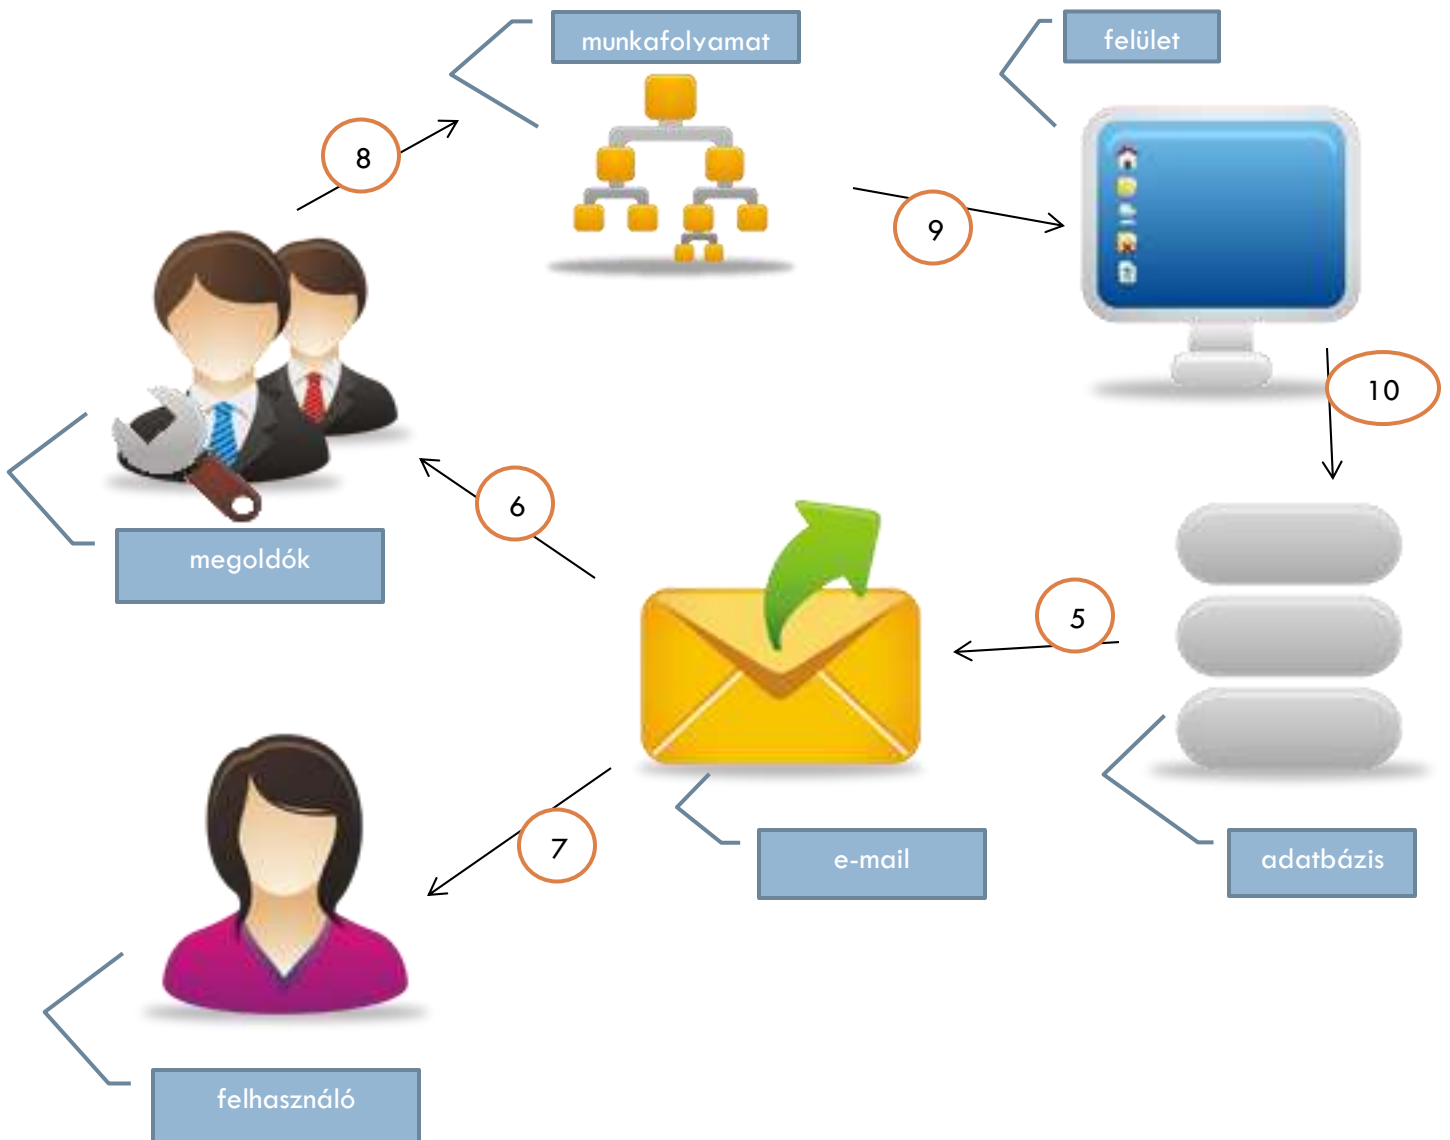 munkafolyamat
felület
8
9
10
6
megoldók
5
7
e-mail
adatbázis
felhasználó